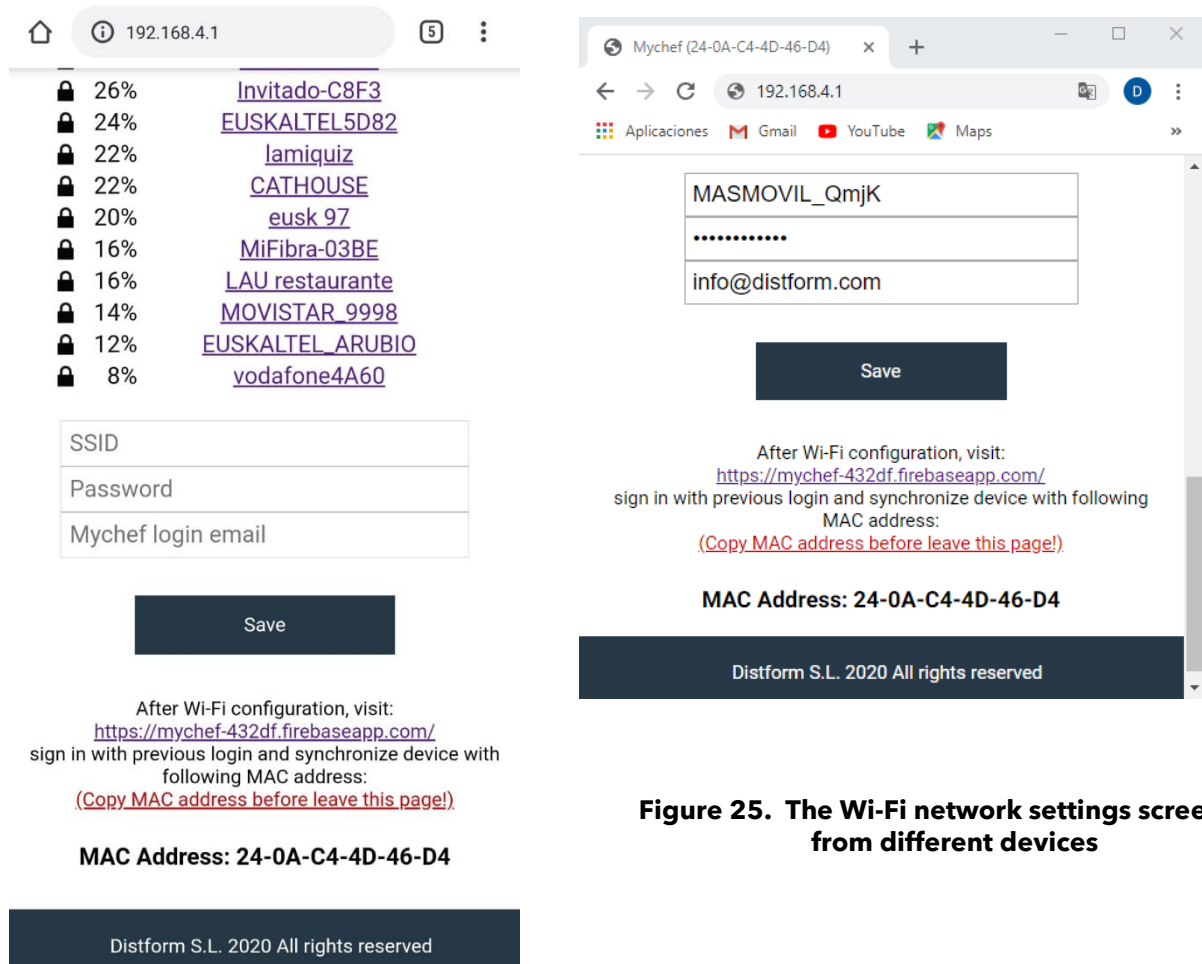 192.168.4.1
5
26% Invitado-C8F3
24% EUSKALTEL5D82
22% lamiquiz
22% CATHOUSE
20% eusk 97
16% MiFibra-03BE
16% LAU restaurante
14% MOVISTAR_9998
12% EUSKALTEL_ARUBIO
8% vodafone4A60
SSID
Password
Mychef login email
Save
After Wi-Fi configuration, visit:
https://mychef-432df.firebaseapp.com/
sign in with previous login and synchronize device with
following MAC address:
(Copy MAC address before leave this page!)
MAC Address: 24-0A-C4-4D-46-D4
Distform S.L. 2020 All rights reserved
Mychef (24-0A-C4-4D-46-D4)
192.168.4.1
D
Aplicaciones Gmail YouTube Maps
MASMOVIL_QmjK
••••••••••••
info@distform.com
Save
After Wi-Fi configuration, visit:
https://mychef-432df.firebaseapp.com/
sign in with previous login and synchronize device with following
MAC address:
(Copy MAC address before leave this page!)
MAC Address: 24-0A-C4-4D-46-D4
Distform S.L. 2020 All rights reserved
Figure 25. The Wi-Fi network settings scree
from different devices